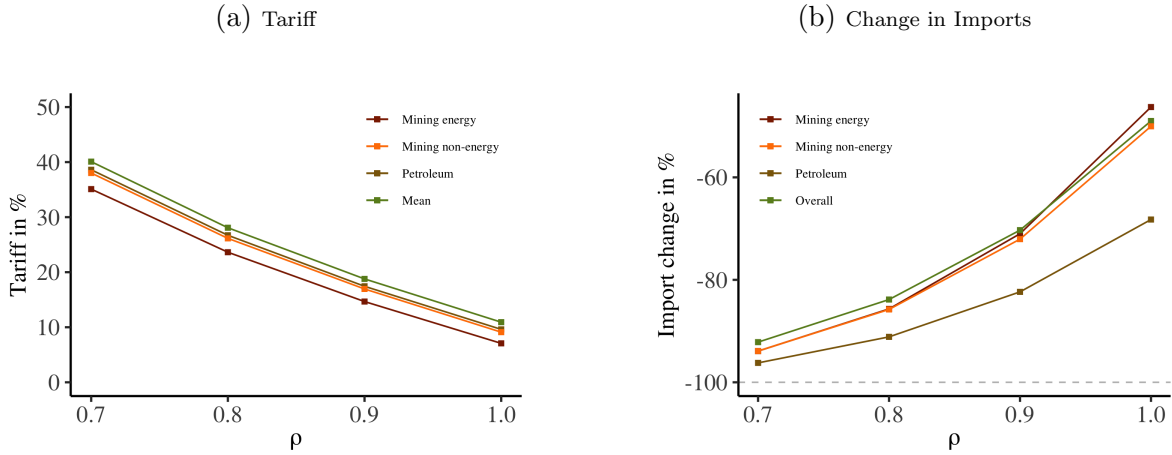 (a) Tariff
Tariff in %
50
40
30
20
10
0
Mining energy
Mining non-energy
Petroleum
Mean
0.7 0.8 0.9 1.0
ρ
(b) Change in Imports
Import change in %
-60
-80
-100
Mining energy
Mining non-energy
Petroleum
Overall
0.7 0.8 0.9 1.0
ρ